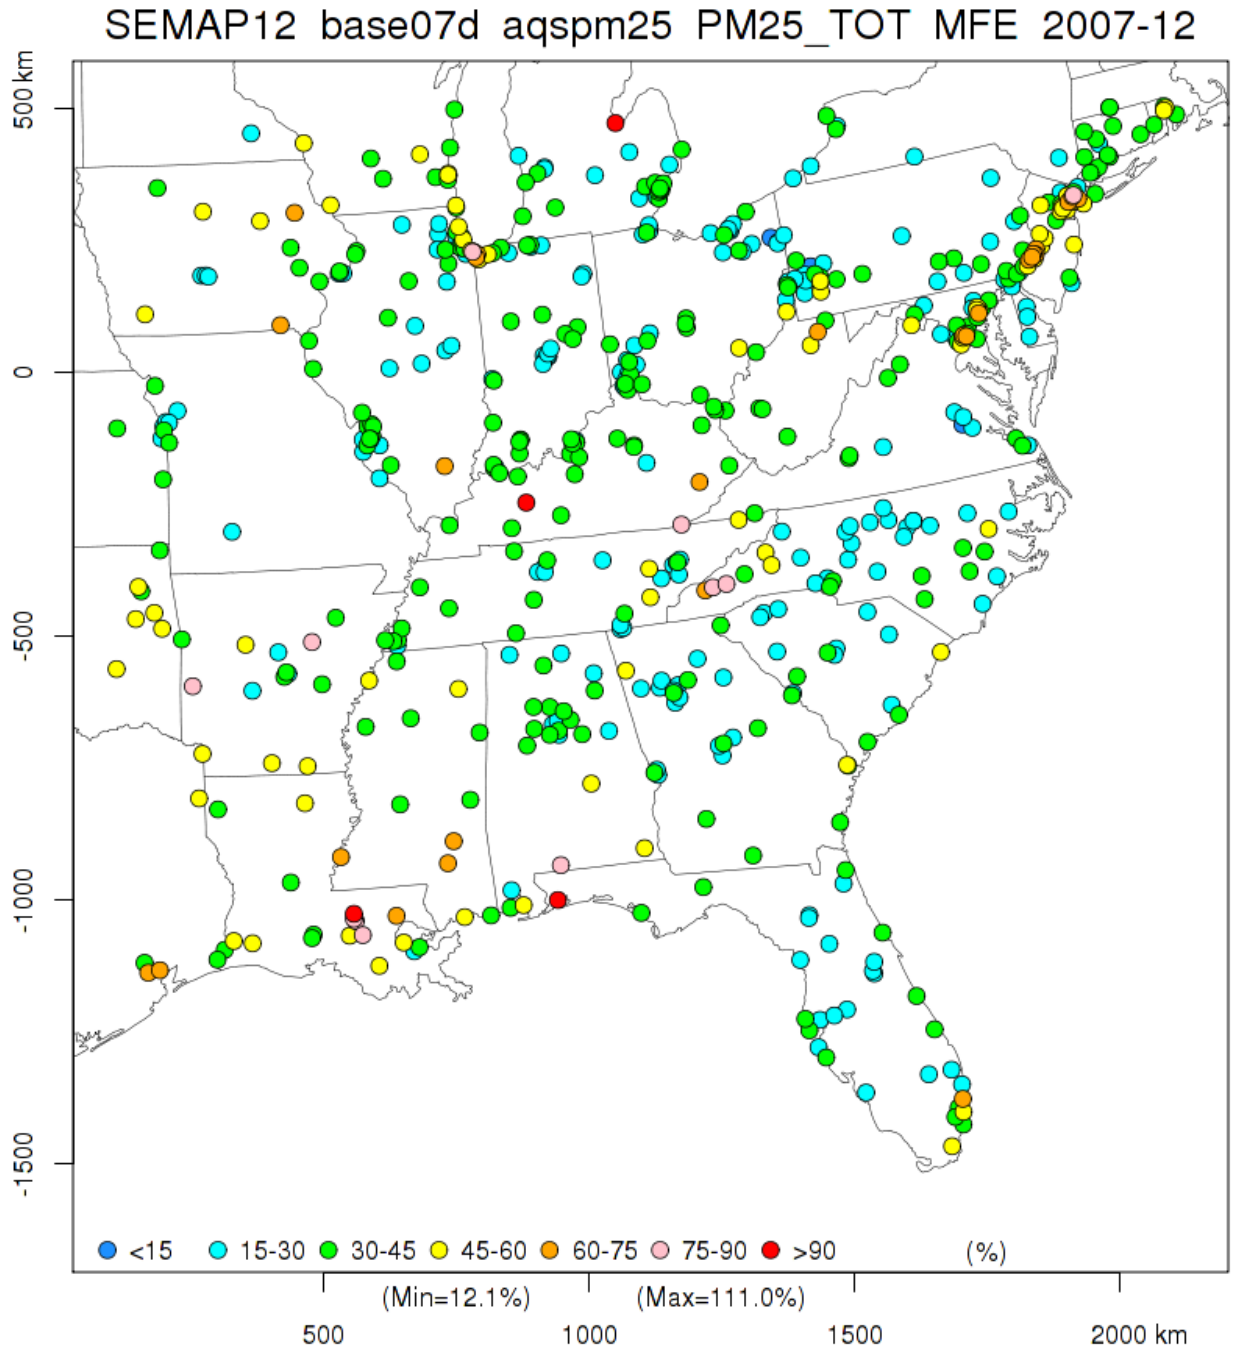 SEMAP12 base07d aqspm25 PM25_TOT MFE 2007-12
500 km
0
-500
-1000
-1500
<15 15-30 30-45 45-60 60-75 75-90 >90 (%)
(Min=12.1%) (Max=111.0%)
500 1000 1500 2000 km